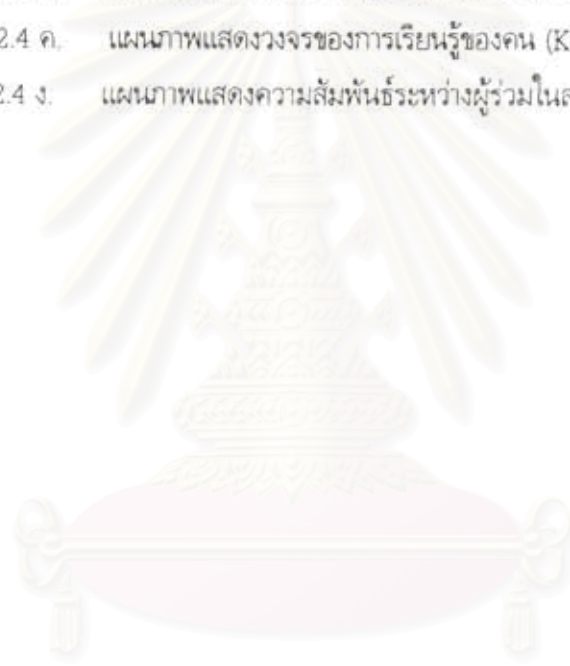 2.4 ค. แผนภาพแสดงวงจรของการเรียนรู้ของคน (K
2.4 ง. แผนภาพแสดงความสัมพันธ์ระหว่างผู้ร่วมในส